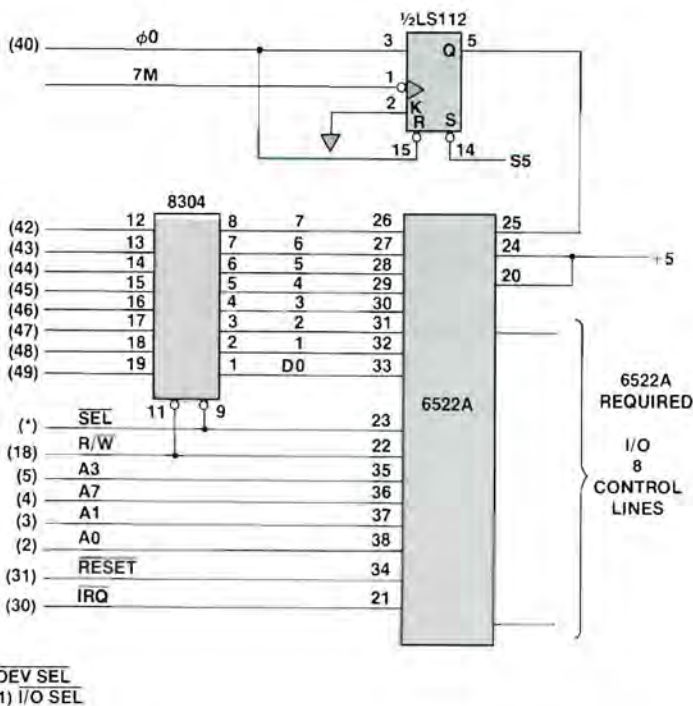 ½LS112
(40) φ0 3 Q 5
7M 1
2 K
R S
15 14 S5
8304
(42) 12 8 7 26 25
(43) 13 7 6 27 24
(44) 14 6 5 28 +5
(45) 15 5 4 29 20
(46) 16 4 3 30
(47) 17 3 2 31
(48) 18 2 1 32
(49) 19 1 D0 33
11 9 6522A
(*) SEL 23
(18) R/W 22
(5) A3 35
(4) A7 36
(3) A1 37
(2) A0 38
(31) RESET 34
(30) IRQ 21
6522A
REQUIRED
I/O
8
CONTROL
LINES
DEV SEL
1) I/O SEL